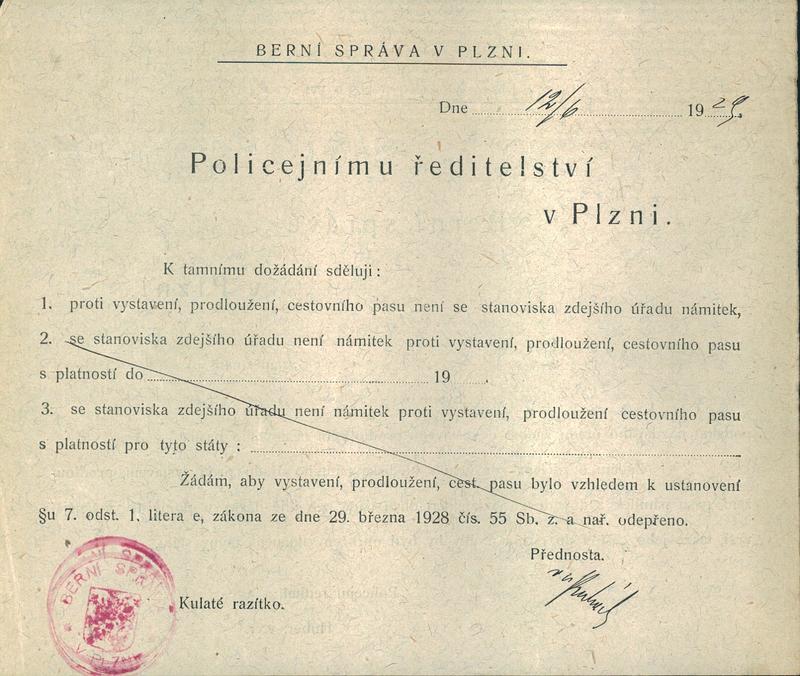 BERNÍ SPRÁVA V PLZNI.
Dne 12/6 1929.
Policejnímu ředitelství
v Plzni.
K tamnímu dožádání sděluji:
1. proti vystavení, prodloužení, cestovního pasu není se stanoviska zdejšího úřadu námitek,
2. se stanoviska zdejšího úřadu není námitek proti vystavení, prodloužení, cestovního pasu
s platností do 19
3. se stanoviska zdejšího úřadu není námitek proti vystavení, prodloužení cestovního pasu
s platností pro tyto státy :
Žádám, aby vystavení, prodloužení, cest. pasu bylo vzhledem k ustanovení
§u 7. odst. 1. litera e, zákona ze dne 29. března 1928 čís. 55 Sb. z. a nař. odepřeno.
Přednosta.
Kulaté razítko.
BERNÍ SPRÁVA
V PLZNI